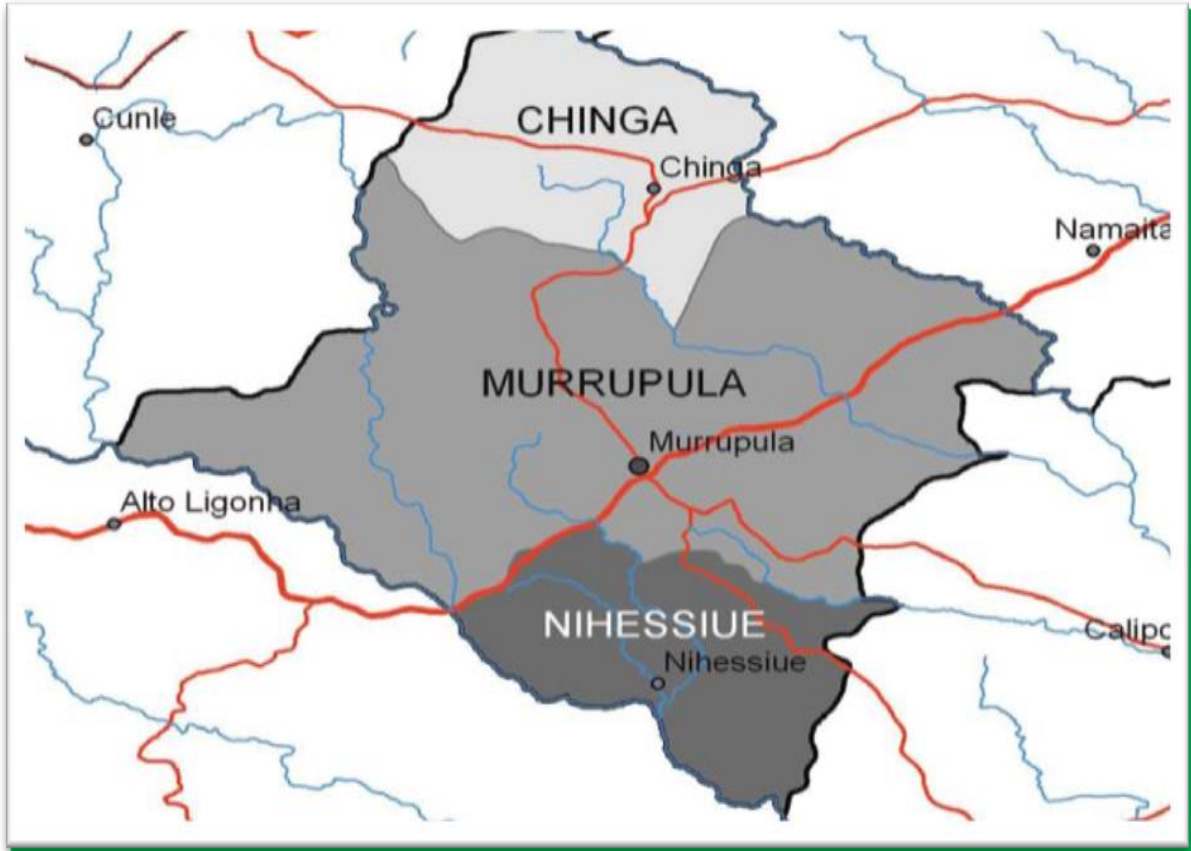 Cunle
CHINGA
Chinga
Namaita
MURRUPULA
Murrupula
Alto Ligonha
NIHESSIUE
Calipo
Nihessiue